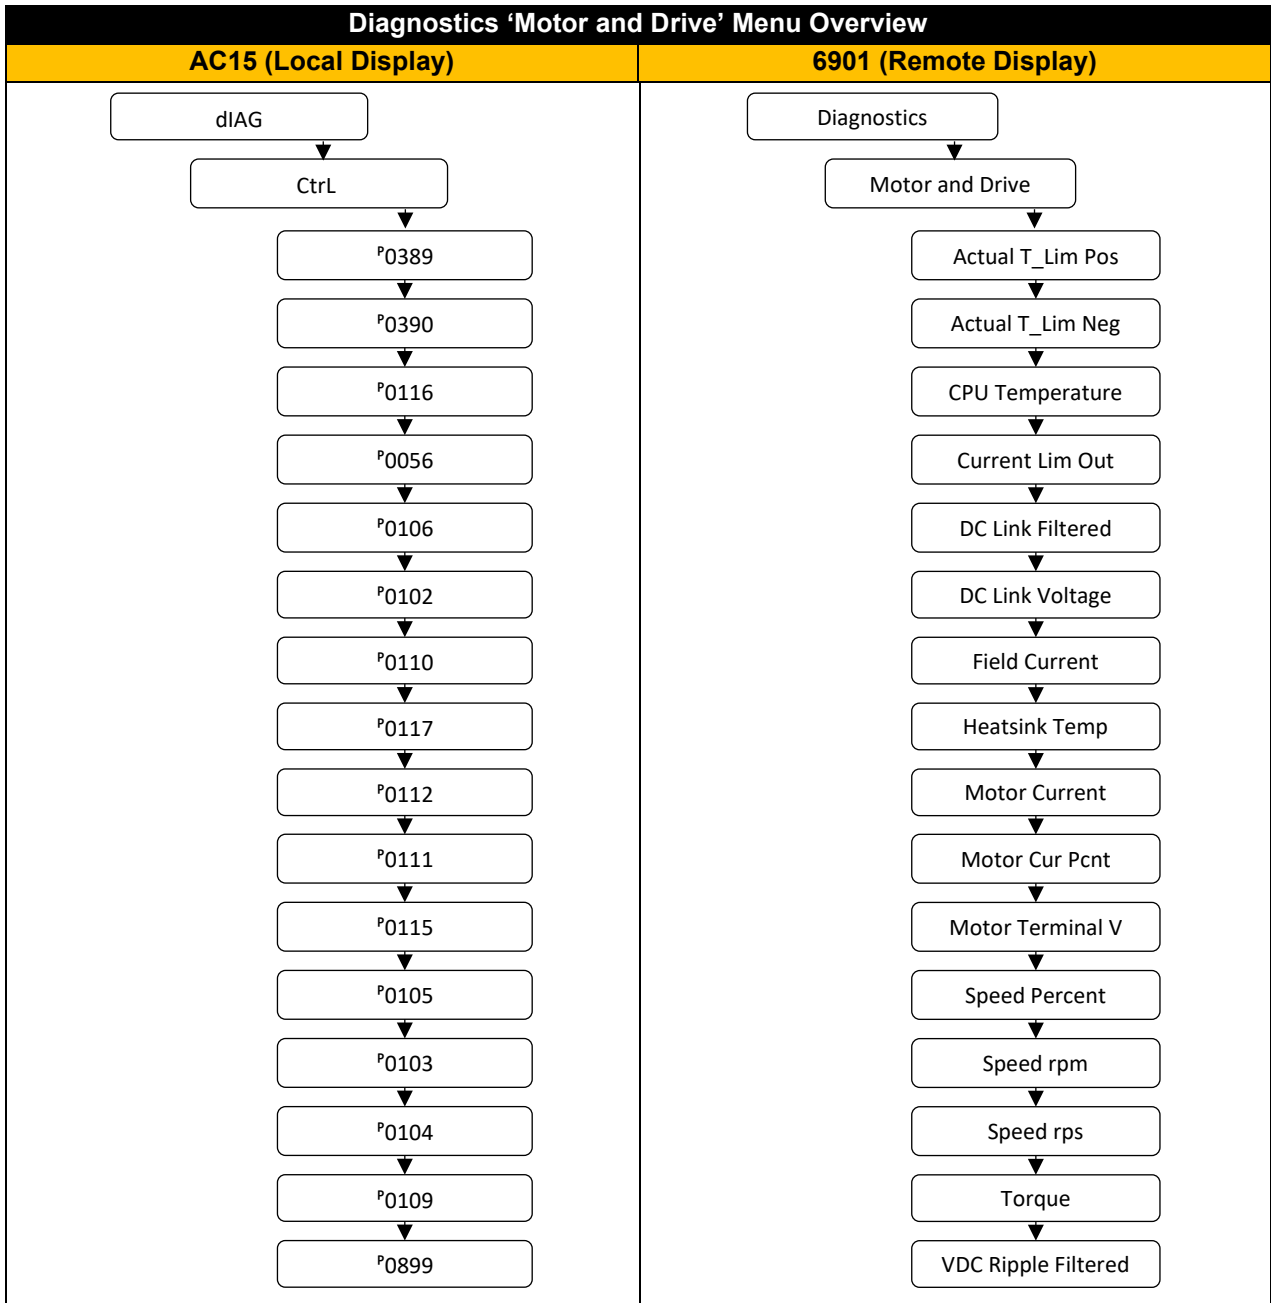 Diagnostics ‘Motor and Drive’ Menu Overview
AC15 (Local Display)
6901 (Remote Display)
dIAG
CtrL
P0389
P0390
P0116
P0056
P0106
P0102
P0110
P0117
P0112
P0111
P0115
P0105
P0103
P0104
P0109
P0899
Diagnostics
Motor and Drive
Actual T_Lim Pos
Actual T_Lim Neg
CPU Temperature
Current Lim Out
DC Link Filtered
DC Link Voltage
Field Current
Heatsink Temp
Motor Current
Motor Cur Pcnt
Motor Terminal V
Speed Percent
Speed rpm
Speed rps
Torque
VDC Ripple Filtered